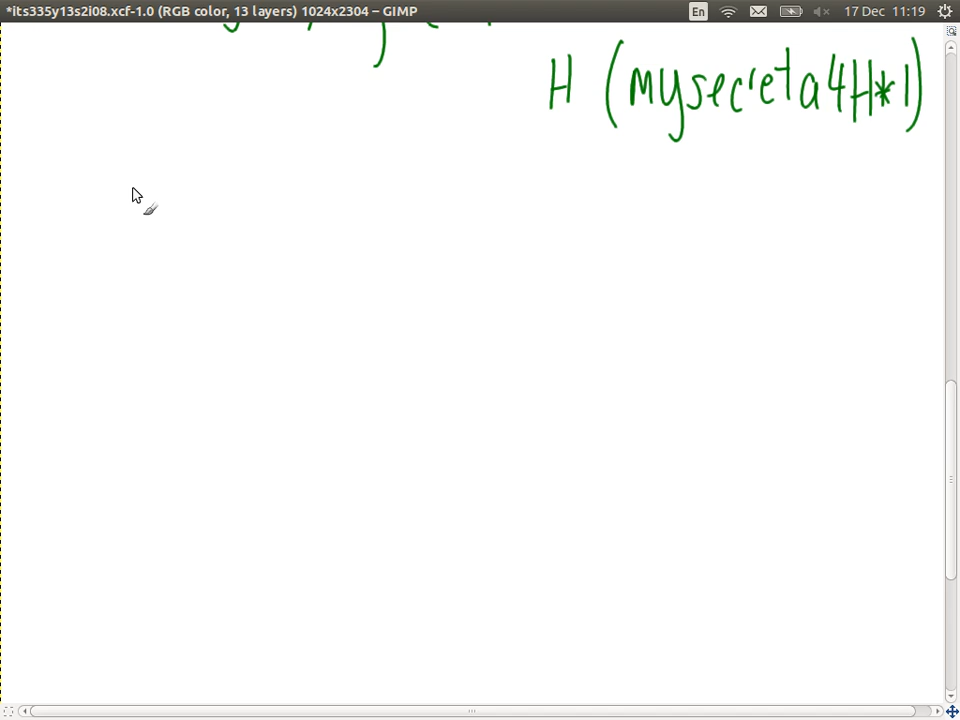 *its335y13s2i08.xcf-1.0 (RGB color, 13 layers) 1024x2304 – GIMP
En
17 Dec 11:19
H (mysecreta4H*1)